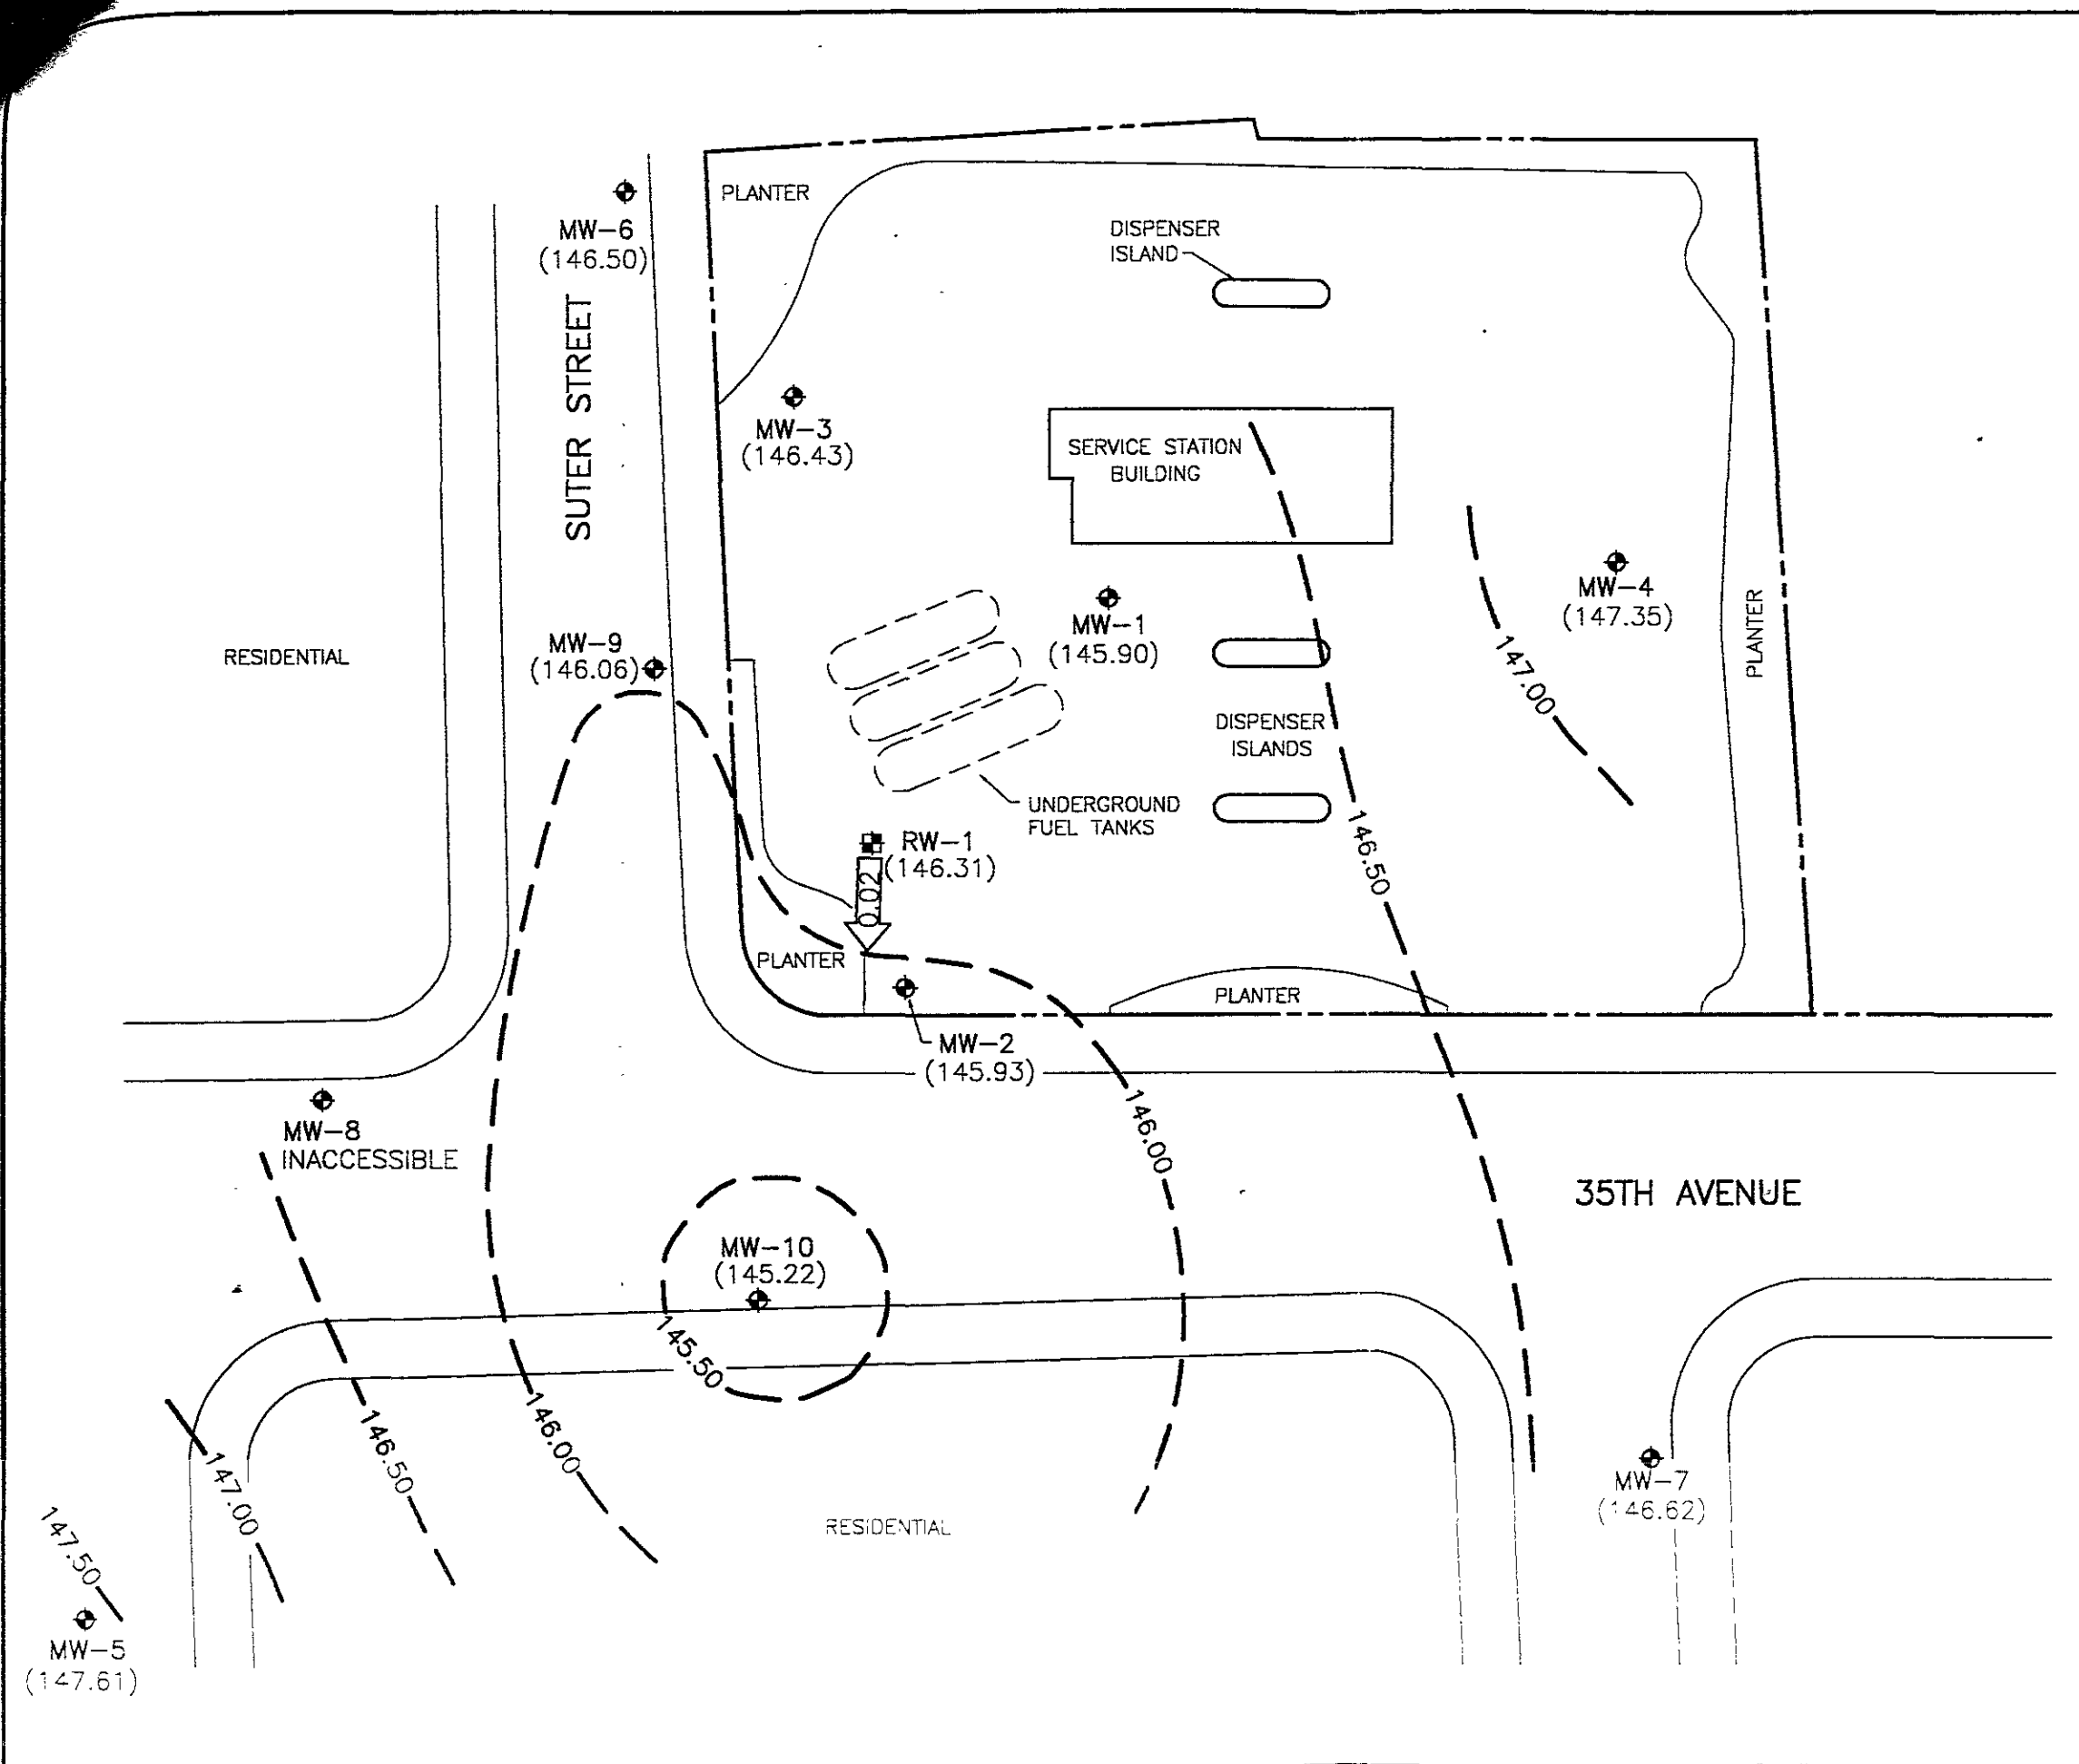 PLANTER
MW-6
(146.50)
DISPENSER
ISLAND
SUTER STREET
MW-3
(146.43)
SERVICE STATION
BUILDING
MW-4
(147.35)
PLANTER
MW-1
(145.90)
RESIDENTIAL
MW-9
(146.06)
147.00
DISPENSER
ISLANDS
UNDERGROUND
FUEL TANKS
RW-1
(146.31)
0.02
146.50
PLANTER
PLANTER
MW-2
(145.93)
MW-8
INACCESSIBLE
146.00
35TH AVENUE
MW-10
(145.22)
145.50
146.00
146.50
147.00
147.50
RESIDENTIAL
MW-7
(146.62)
MW-5
(147.61)